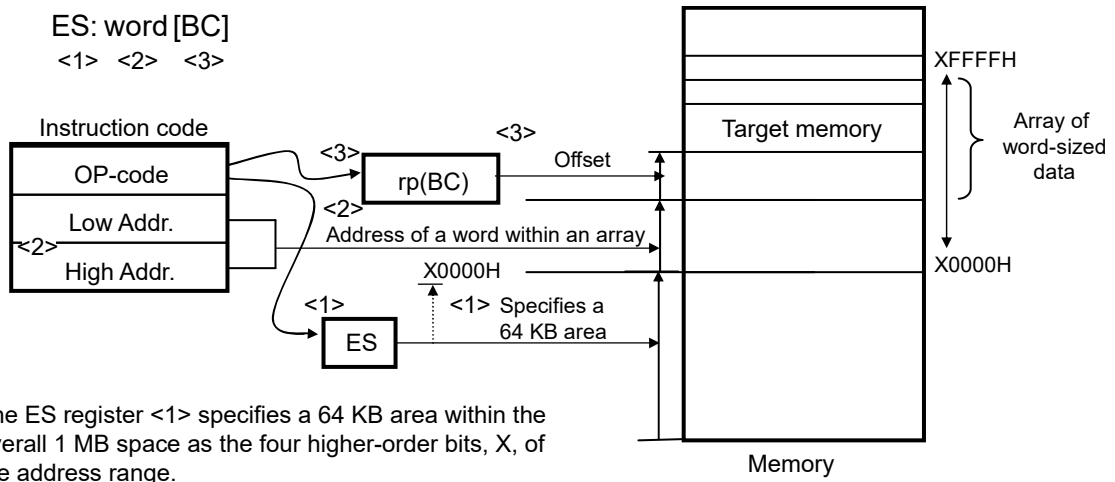 ES: word [BC]
<1> <2> <3>
XFFFFH
Instruction code
<3>
Target memory
Array of
word-sized
data
OP-code
<3>
rp(BC)
Offset
<2>
Low Addr.
<2>
Address of a word within an array
High Addr.
X0000H
X0000H
<1>
<1> Specifies a
64 KB area
ES
he ES register <1> specifies a 64 KB area within the
verall 1 MB space as the four higher-order bits, X, of
e address range.
Memory